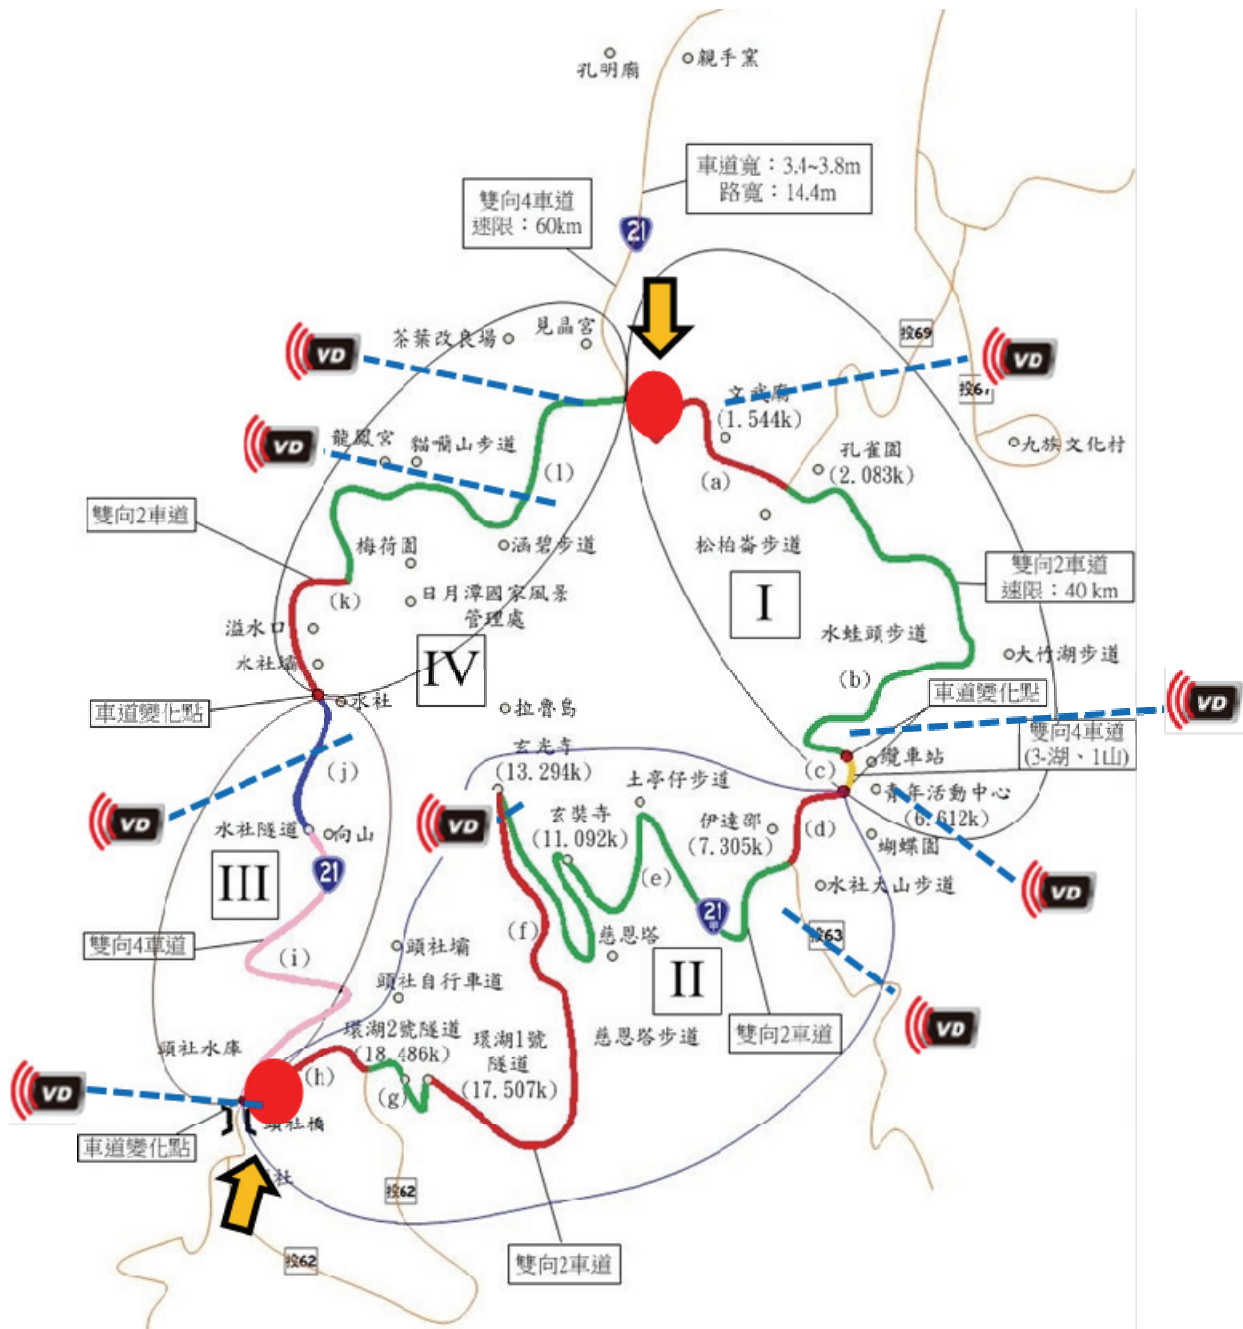 孔明廟
親手窯
車道寬：3.4~3.8m
路寬：14.4m
雙向4車道
速限：60km
21
投69
投67
VD
VD
茶葉改良場
見晶宮
文武廟
(1.544k)
九族文化村
VD
龍鳳宮
貓囒山步道
(l)
(a)
孔雀園
(2.083k)
雙向2車道
松柏崙步道
梅荷園
涵碧步道
雙向2車道
速限：40 km
(k)
日月潭國家風景
管理處
I
溢水口
水蛙頭步道
水社壩
IV
大竹湖步道
(b)
車道變化點
水社
拉魯島
車道變化點
VD
雙向4車道
(3-湖、1山)
(j)
玄光寺
(13.294k)
(c)
纜車站
土亭仔步道
青年活動中心
(6.612k)
VD
VD
水社隧道
向山
玄奘寺
(11.092k)
伊達邵
(7.305k)
(d)
蝴蝶園
III
21
(e)
水社大山步道
VD
雙向4車道
(i)
(f)
21
甲
投63
頭社壩
慈恩塔
II
頭社自行車道
VD
環湖2號隧道
(18.486k)
環湖1號
隧道
(17.507k)
慈恩塔步道
雙向2車道
頭社水庫
(h)
(g)
VD
頭社橋
車道變化點
投62
投62
雙向2車道